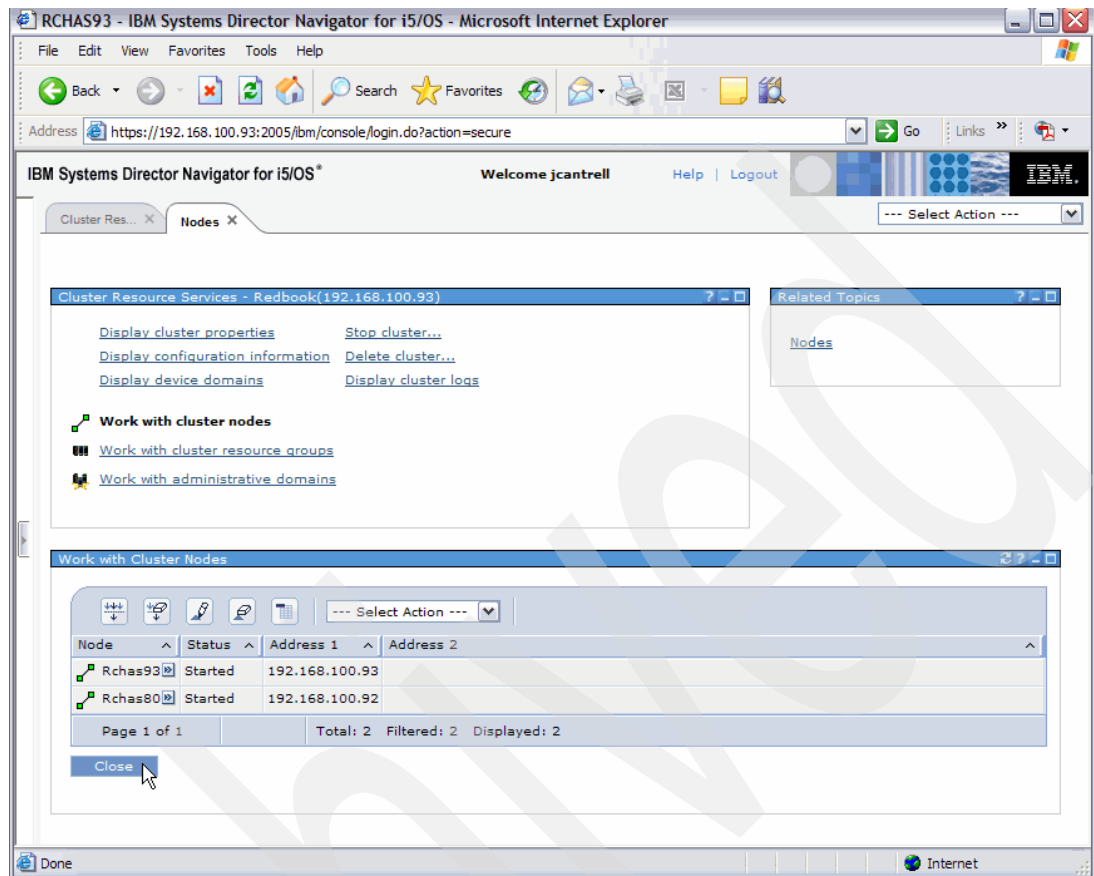 RCHAS93 - IBM Systems Director Navigator for i5/OS - Microsoft Internet Explorer
File Edit View Favorites Tools Help
Back Search Favorites
Address https://192.168.100.93:2005/ibm/console/login.do?action=secure Go Links »
IBM Systems Director Navigator for i5/OS® Welcome jcantrell Help | Logout IBM.
Cluster Res... X Nodes X --- Select Action ---
Cluster Resource Services - Redbook(192.168.100.93) ? Related Topics ?
Display cluster properties Stop cluster... Nodes
Display configuration information Delete cluster...
Display device domains Display cluster logs
Work with cluster nodes
Work with cluster resource groups
Work with administrative domains
Work with Cluster Nodes ?
--- Select Action ---
Node Status Address 1 Address 2
Rchas93 Started 192.168.100.93
Rchas80 Started 192.168.100.92
Page 1 of 1 Total: 2 Filtered: 2 Displayed: 2
Close
Done Internet